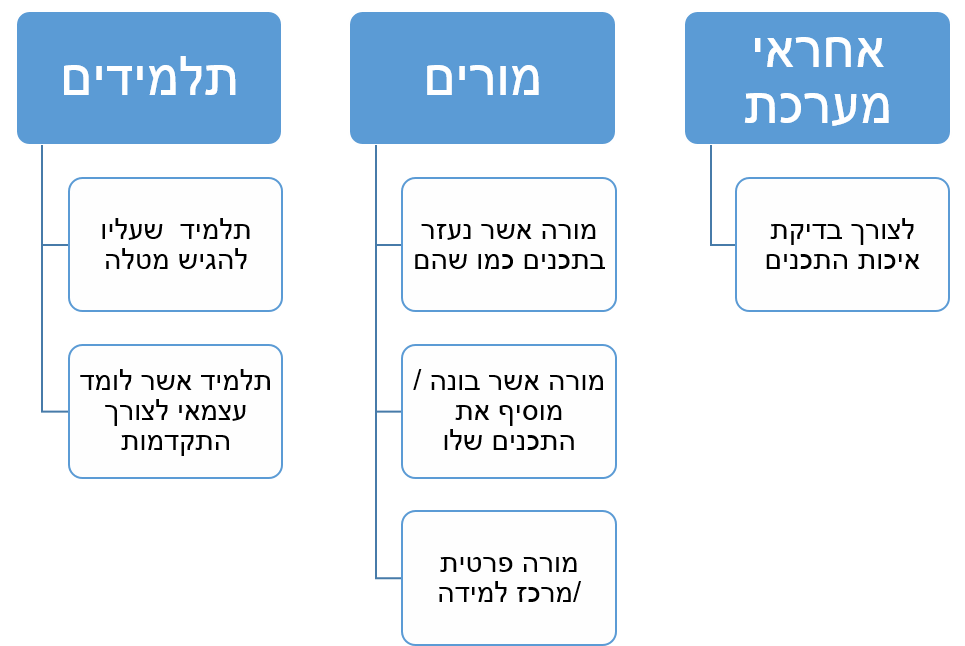 אחראי
מערכת
לצורך בדיקת
איכות התכנים
מורים
מורה אשר נעזר
בתכנים כמו שהם
מורה אשר בונה /
מוסיף את
התכנים שלו
מורה פרטית
/מרכז למידה
תלמידים
תלמיד  שעליו
להגיש מטלה
תלמיד אשר לומד
עצמאי לצורך
התקדמות